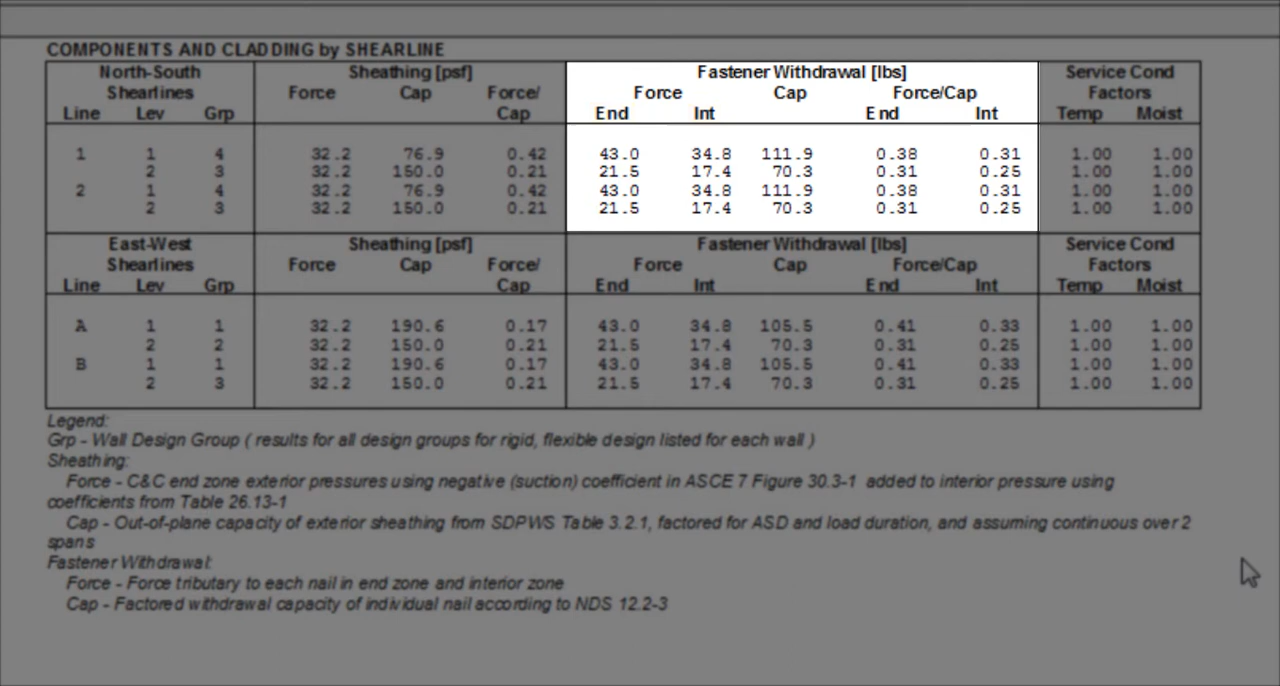 COMPONENTS AND CLADDING by SHEARLINE
North-South Sheathing [psf] Fastener Withdrawal [lbs] Service Cond
Shearlines Force Cap Force/ Force Cap Force/Cap Factors
Line Lev Grp Cap End Int End Int Temp Moist
1 1 4 32.2 76.9 0.42 43.0 34.8 111.9 0.38 0.31 1.00 1.00
2 3 32.2 150.0 0.21 21.5 17.4 70.3 0.31 0.25 1.00 1.00
2 1 4 32.2 76.9 0.42 43.0 34.8 111.9 0.38 0.31 1.00 1.00
2 3 32.2 150.0 0.21 21.5 17.4 70.3 0.31 0.25 1.00 1.00
East-West Sheathing [psf] Fastener Withdrawal [lbs] Service Cond
Shearlines Force Cap Force/ Force Cap Force/Cap Factors
Line Lev Grp Cap End Int End Int Temp Moist
A 1 1 32.2 190.6 0.17 43.0 34.8 105.5 0.41 0.33 1.00 1.00
2 2 32.2 150.0 0.21 21.5 17.4 70.3 0.31 0.25 1.00 1.00
B 1 1 32.2 190.6 0.17 43.0 34.8 105.5 0.41 0.33 1.00 1.00
2 3 32.2 150.0 0.21 21.5 17.4 70.3 0.31 0.25 1.00 1.00
Legend:
Grp - Wall Design Group ( results for all design groups for rigid, flexible design listed for each wall )
Sheathing:
Force - C&C end zone exterior pressures using negative (suction) coefficient in ASCE 7 Figure 30.3-1 added to interior pressure using
coefficients from Table 26.13-1
Cap - Out-of-plane capacity of exterior sheathing from SDPWS Table 3.2.1, factored for ASD and load duration, and assuming continuous over 2
spans
Fastener Withdrawal:
Force - Force tributary to each nail in end zone and interior zone
Cap - Factored withdrawal capacity of individual nail according to NDS 12.2-3